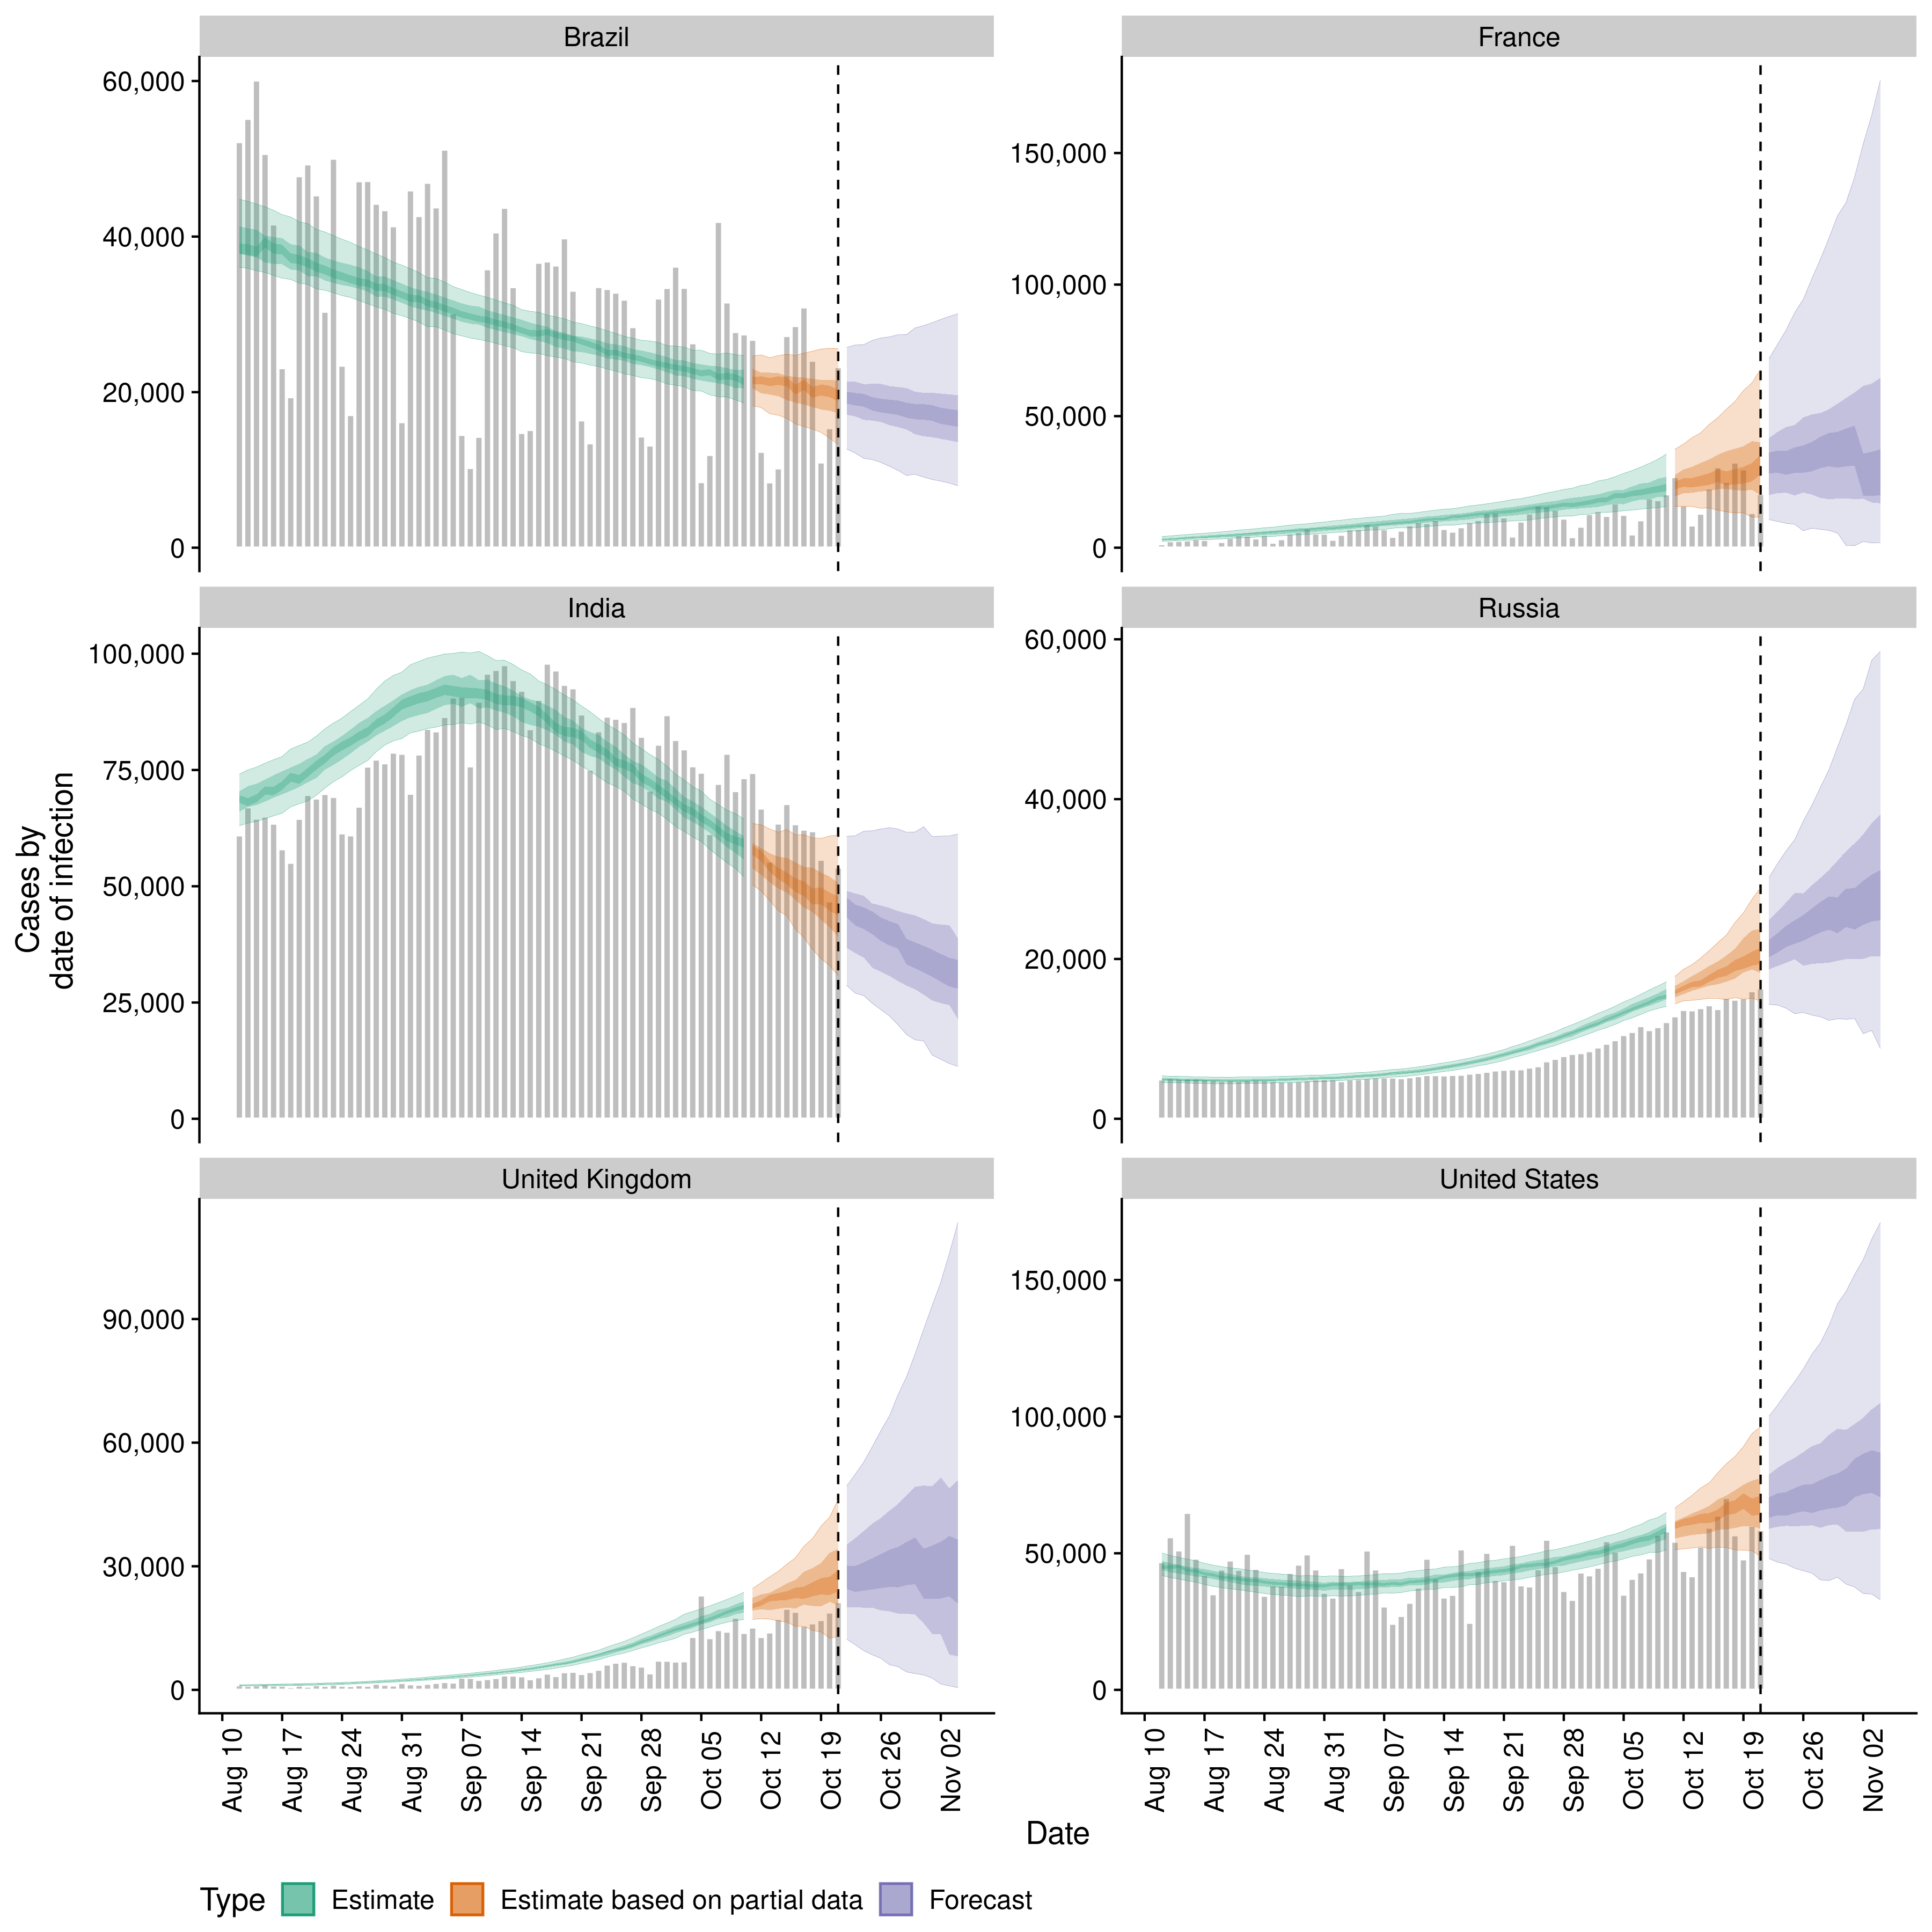 Brazil
France
60,000
40,000
20,000
0
150,000
100,000
50,000
0
India
Russia
100,000
75,000
50,000
25,000
0
60,000
40,000
20,000
0
Cases by
date of infection
United Kingdom
United States
90,000
60,000
30,000
0
150,000
100,000
50,000
0
Aug 10
Aug 17
Aug 24
Aug 31
Sep 07
Sep 14
Sep 21
Sep 28
Oct 05
Oct 12
Oct 19
Oct 26
Nov 02
Aug 10
Aug 17
Aug 24
Aug 31
Sep 07
Sep 14
Sep 21
Sep 28
Oct 05
Oct 12
Oct 19
Oct 26
Nov 02
Date
Type Estimate Estimate based on partial data Forecast